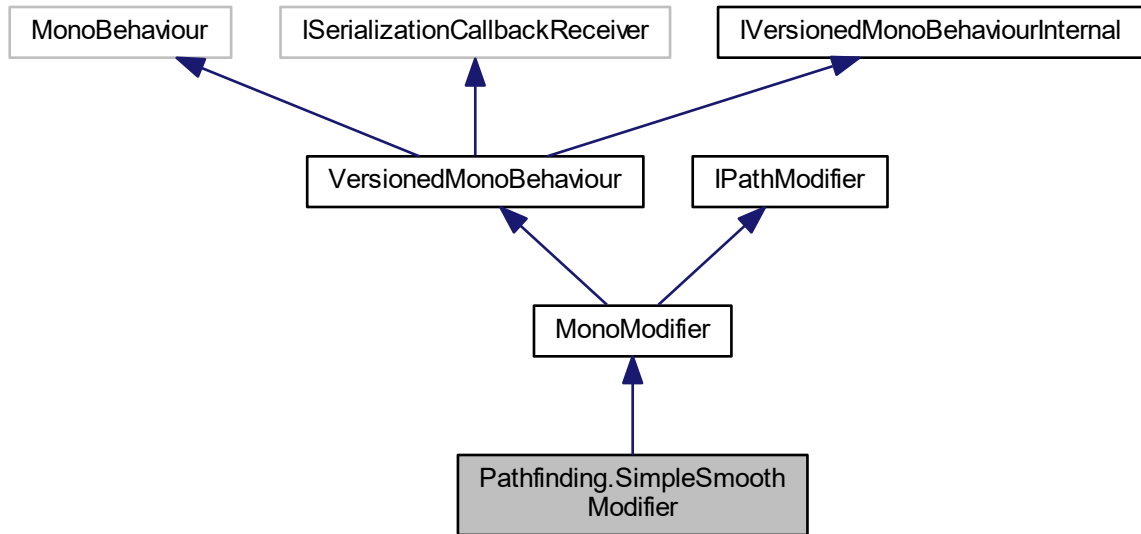 MonoBehaviour
ISerializationCallbackReceiver
IVersionedMonoBehaviourInternal
VersionedMonoBehaviour
IPathModifier
MonoModifier
Pathfinding.SimpleSmooth
Modifier